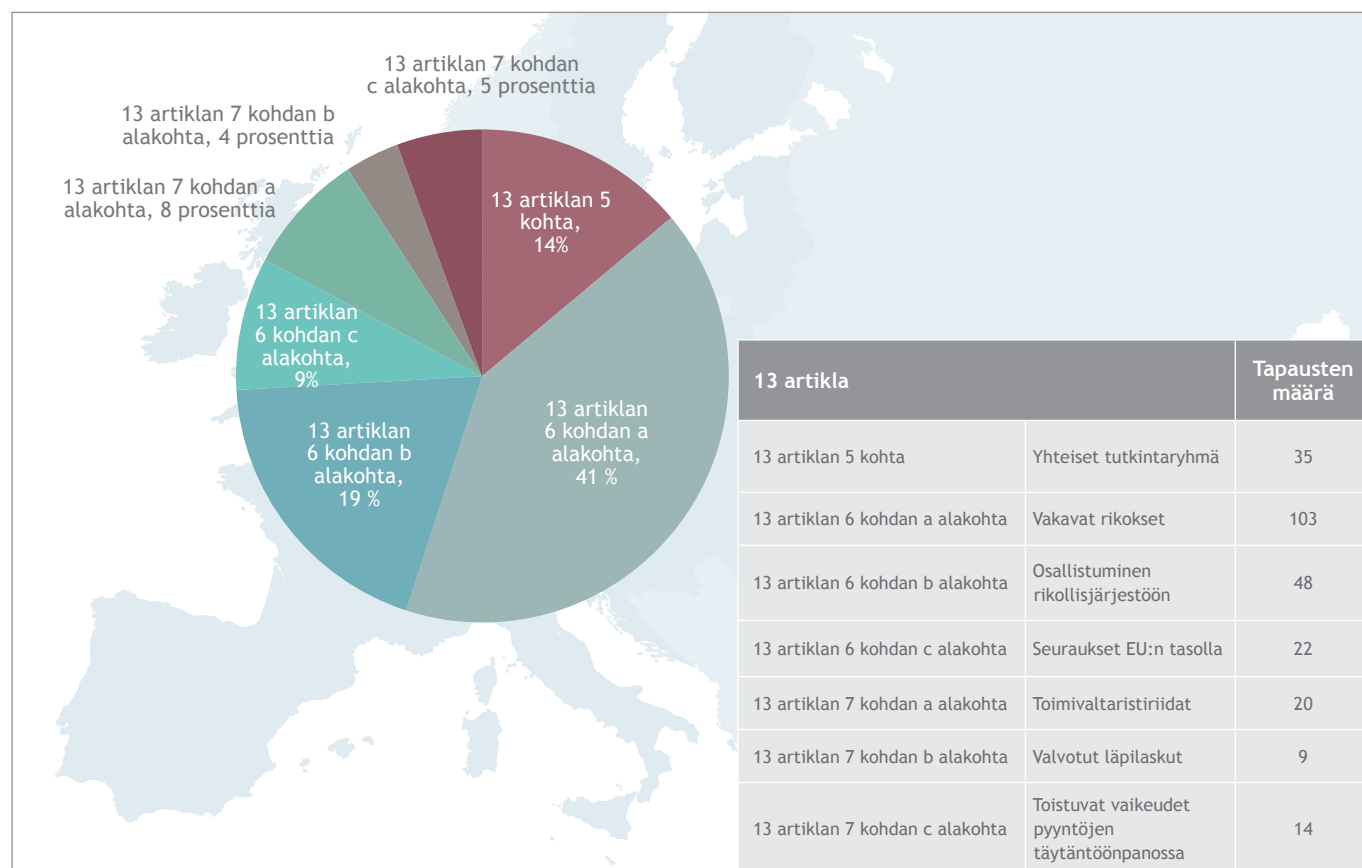 13 artiklan 7 kohdan
c alakohta, 5 prosenttia
13 artiklan 7 kohdan b
alakohta, 4 prosenttia
13 artiklan 7 kohdan a
alakohta, 8 prosenttia
13 artiklan 5
kohta,
14%
13 artiklan
6 kohdan c
alakohta,
9%
13 artiklan
6 kohdan b
alakohta,
19 %
13 artiklan
6 kohdan a
alakohta,
41 %
13 artikla
Tapausten
määrä
13 artiklan 5 kohta
Yhteiset tutkintaryhmä
35
13 artiklan 6 kohdan a alakohta
Vakavat rikokset
103
13 artiklan 6 kohdan b alakohta
Osallistuminen
rikollisjärjestöön
48
13 artiklan 6 kohdan c alakohta
Seuraukset EU:n tasolla
22
13 artiklan 7 kohdan a alakohta
Toimivaltaristiriidat
20
13 artiklan 7 kohdan b alakohta
Valvotut läpilaskut
9
13 artiklan 7 kohdan c alakohta
Toistuvat vaikeudet
pyyntöjen
täytäntöönpanossa
14